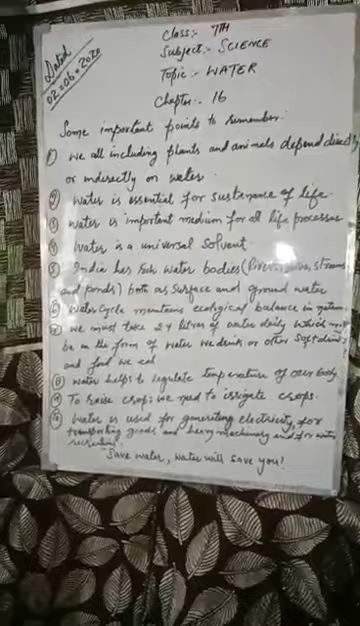 Class:- 7TH
Subject:- SCIENCE
Dated
02-06-2020
Topic:- WATER
Chapter:- 16
Some important points to remember:
① We all including plants and animals depend directly
or indirectly on water.
② Water is essential for sustenance of life.
③ Water is important medium for all life processes
④ Water is a universal solvent.
⑤ India has rich water bodies (rivers, streams
and ponds) both as surface and ground water
⑥ Water cycle maintains ecological balance in nature.
We must take litres of water daily which may
be in the form of water we drink or other soft drinks
and food we eat
water helps to regulate temperature of our body.
⑨ To raise crops we need to irrigate crops.
Water is used for generating electricity, for
transporting goods and heavy machinery and for water
recreation.
"Save water, water will save you!